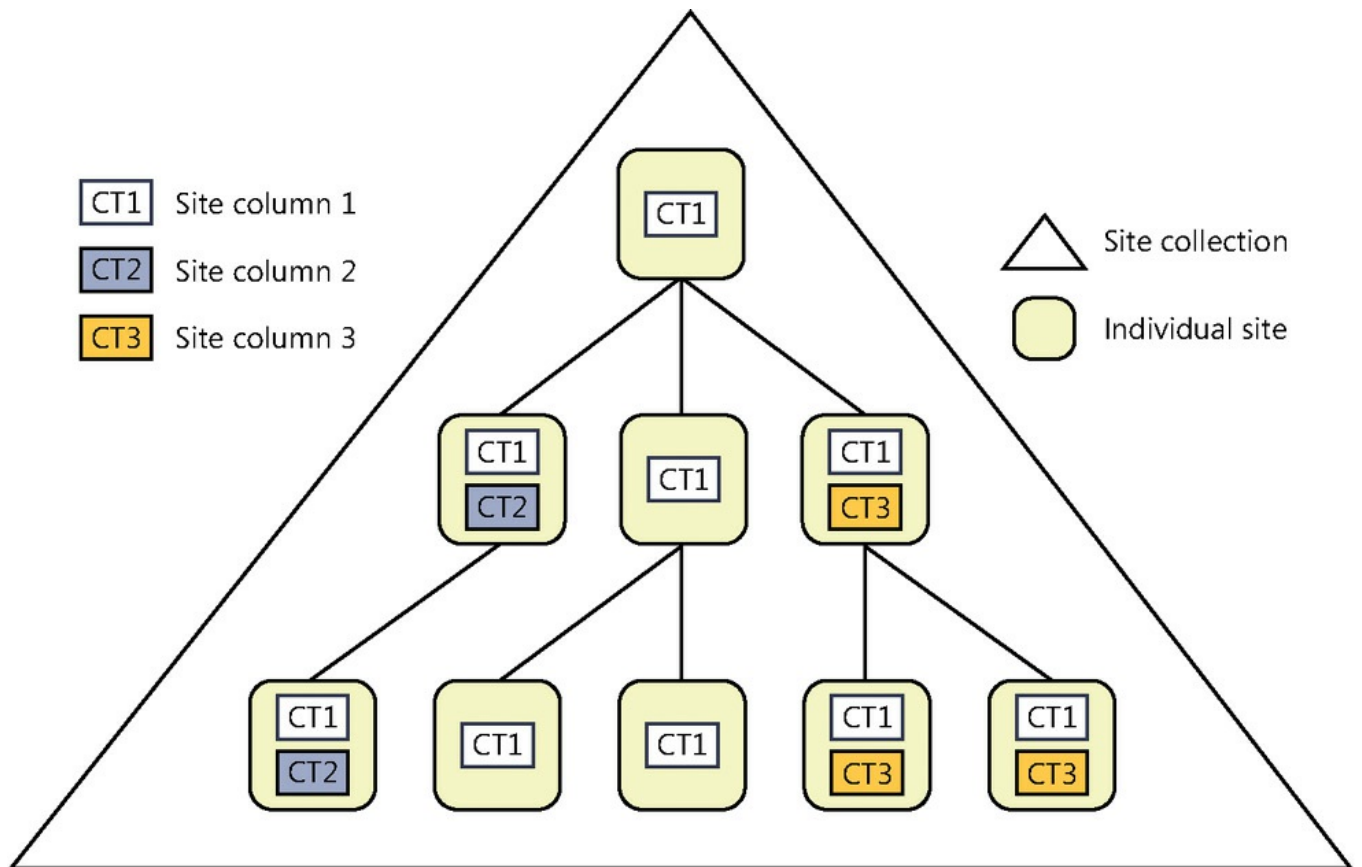 CT1 Site column 1
CT2 Site column 2
CT3 Site column 3
Site collection
Individual site
CT1
CT1
CT2
CT1
CT1
CT3
CT1
CT2
CT1
CT1
CT1
CT3
CT1
CT3